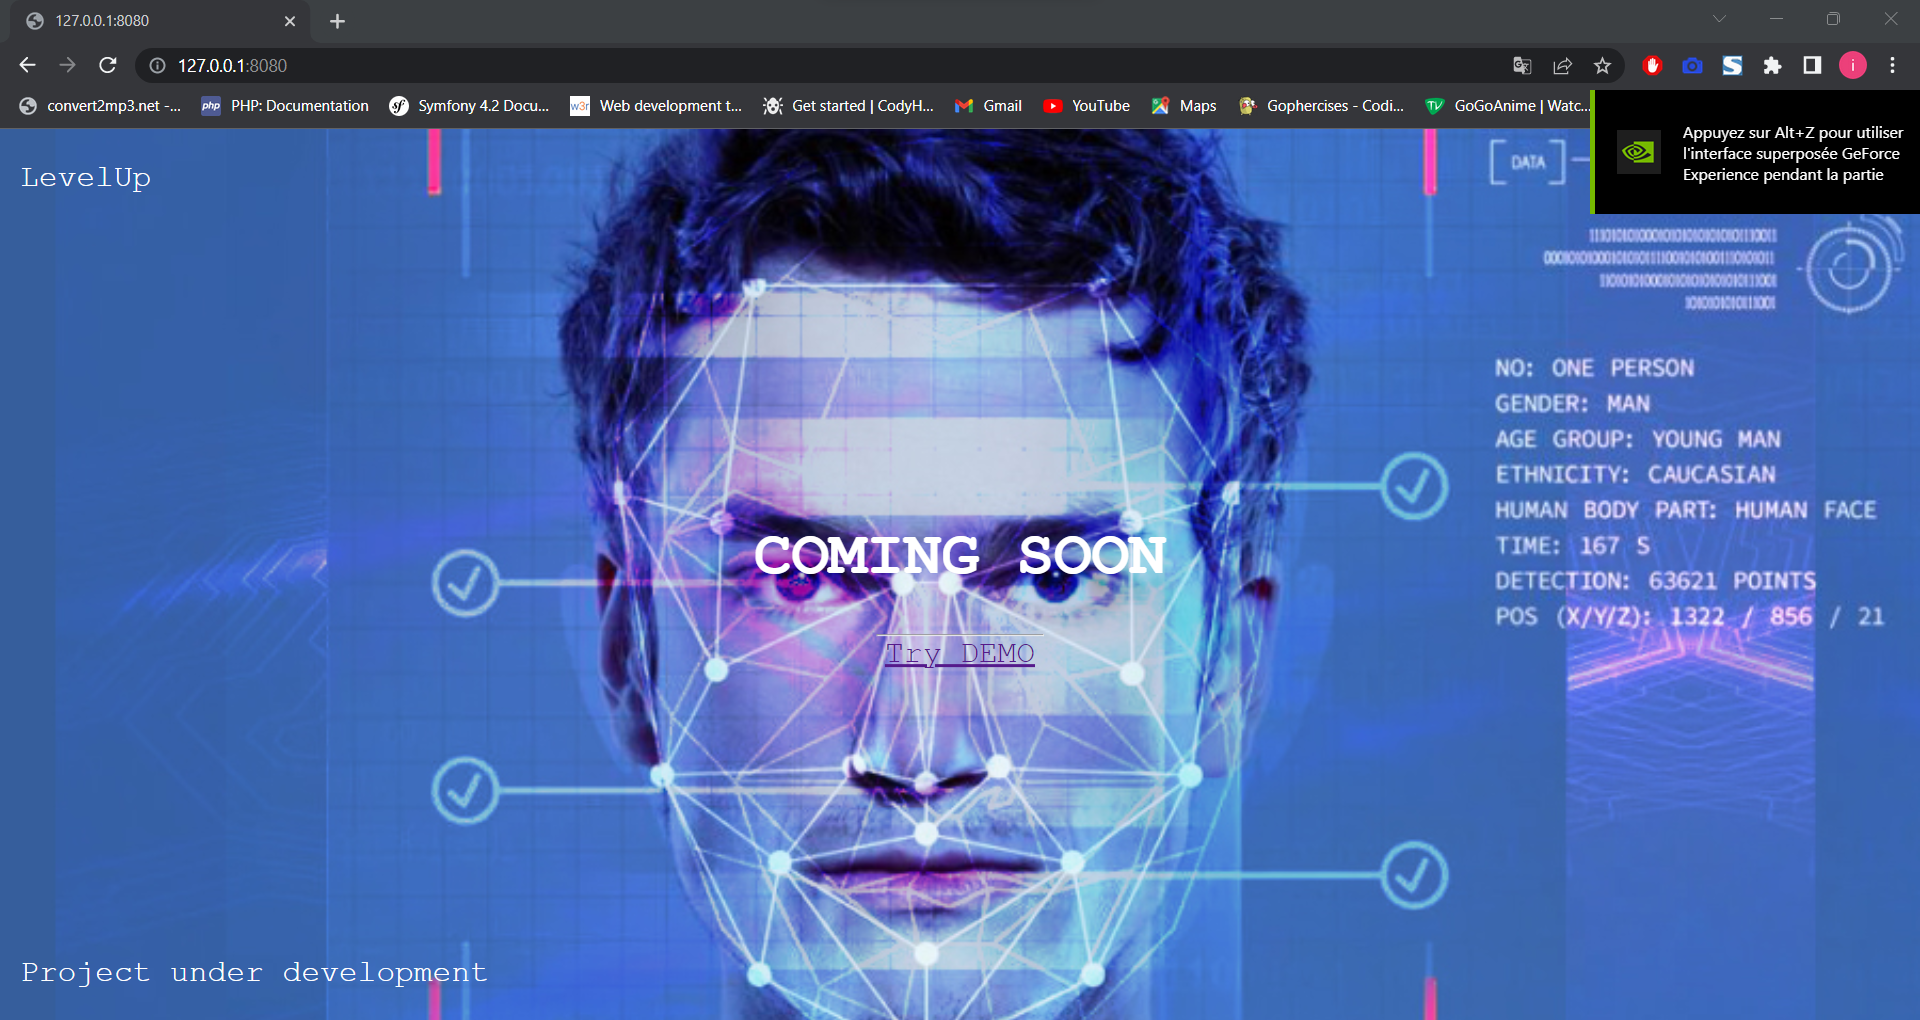 127.0.0.1:8080
127.0.0.1:8080
i
convert2mp3.net -...
php PHP: Documentation
sf Symfony 4.2 Docu...
w3r Web development t...
Get started | CodyH...
Gmail
YouTube
Maps
Gophercises - Codi...
GoGoAnime | Watc...
Appuyez sur Alt+Z pour utiliser
l'interface superposée GeForce
Experience pendant la partie
LevelUp
DATA
NO: ONE PERSON
GENDER: MAN
AGE GROUP: YOUNG MAN
ETHNICITY: CAUCASIAN
HUMAN BODY PART: HUMAN FACE
TIME: 167 S
DETECTION: 63621 POINTS
POS (X/Y/Z): 1322 / 856 / 21
COMING SOON
Try DEMO
Project under development